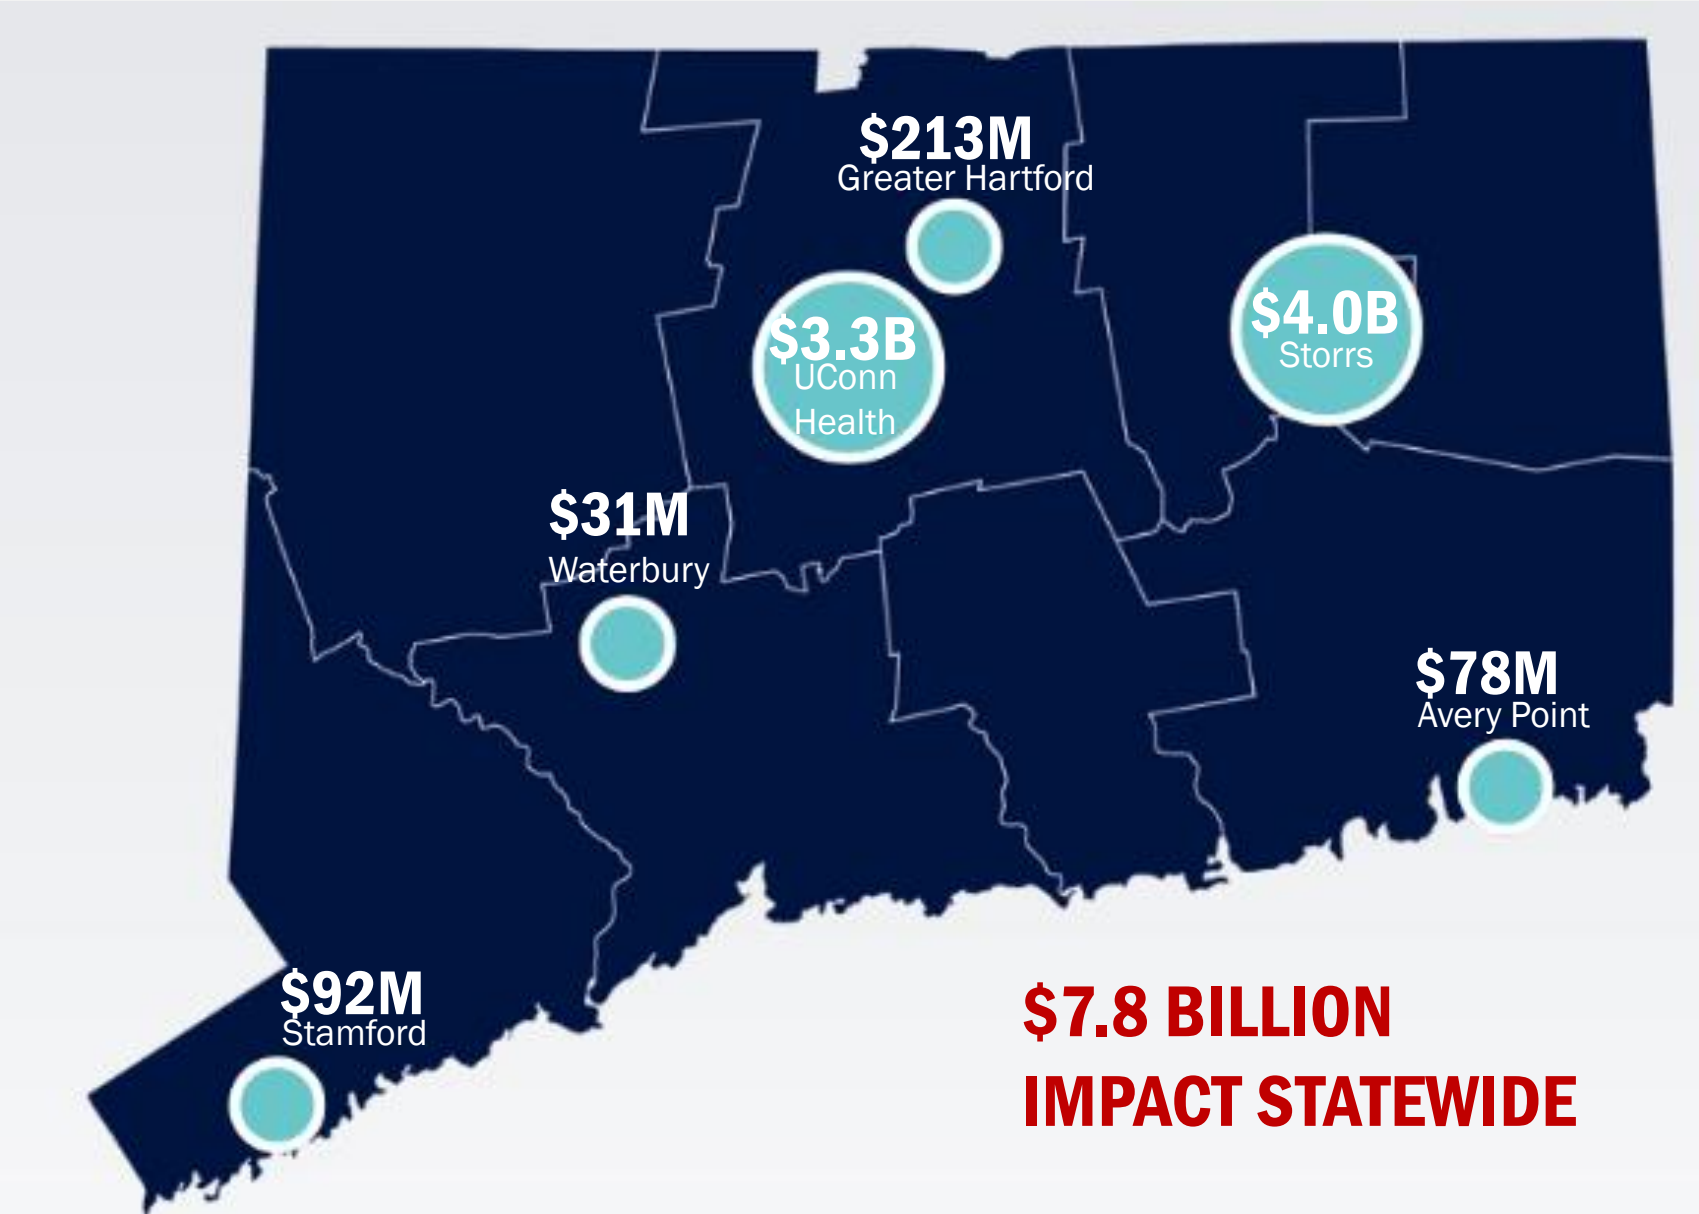 $213M
Greater Hartford
$3.3B
UConn
Health
$4.0B
Storrs
$31M
Waterbury
$78M
Avery Point
$92M
Stamford
$7.8 BILLION
IMPACT STATEWIDE